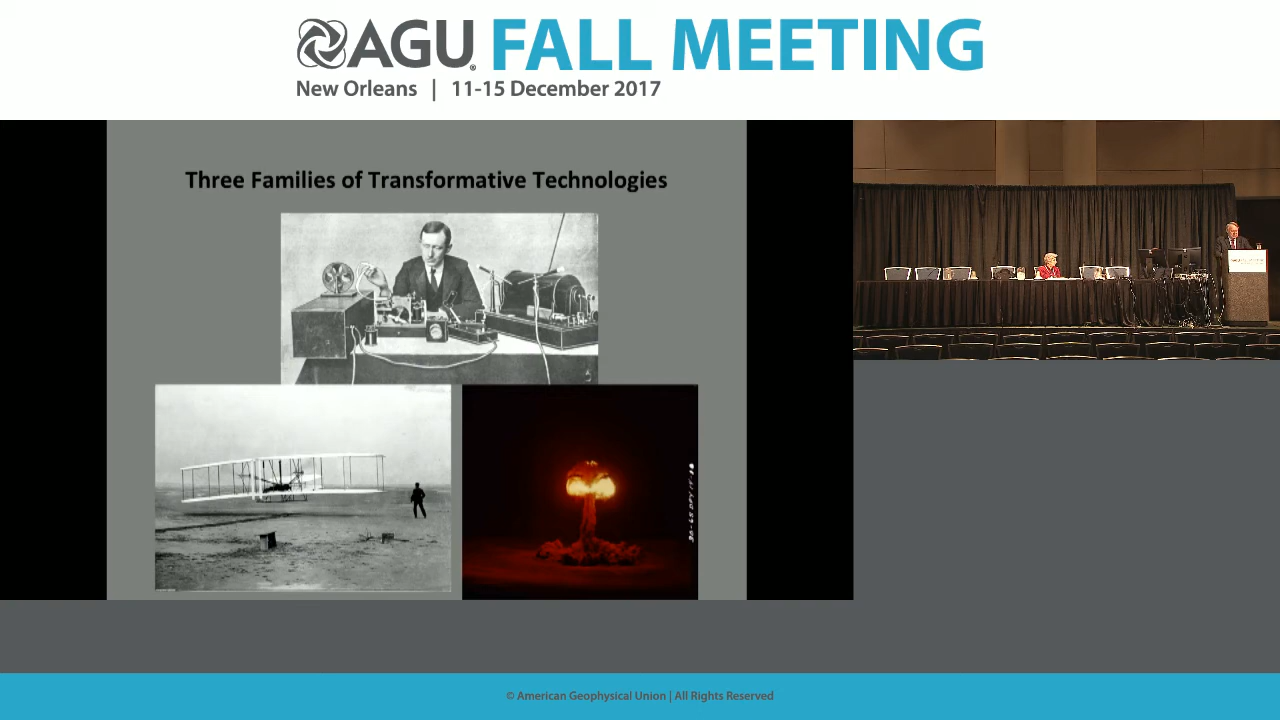 AGU FALL MEETING
New Orleans | 11-15 December 2017
Three Families of Transformative Technologies
© American Geophysical Union | All Rights Reserved